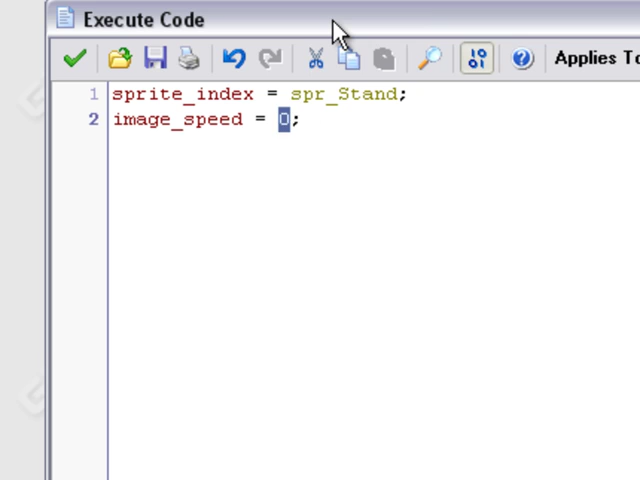 Execute Code
Applies To
1 sprite_index = spr_Stand;
2 image_speed = 0;